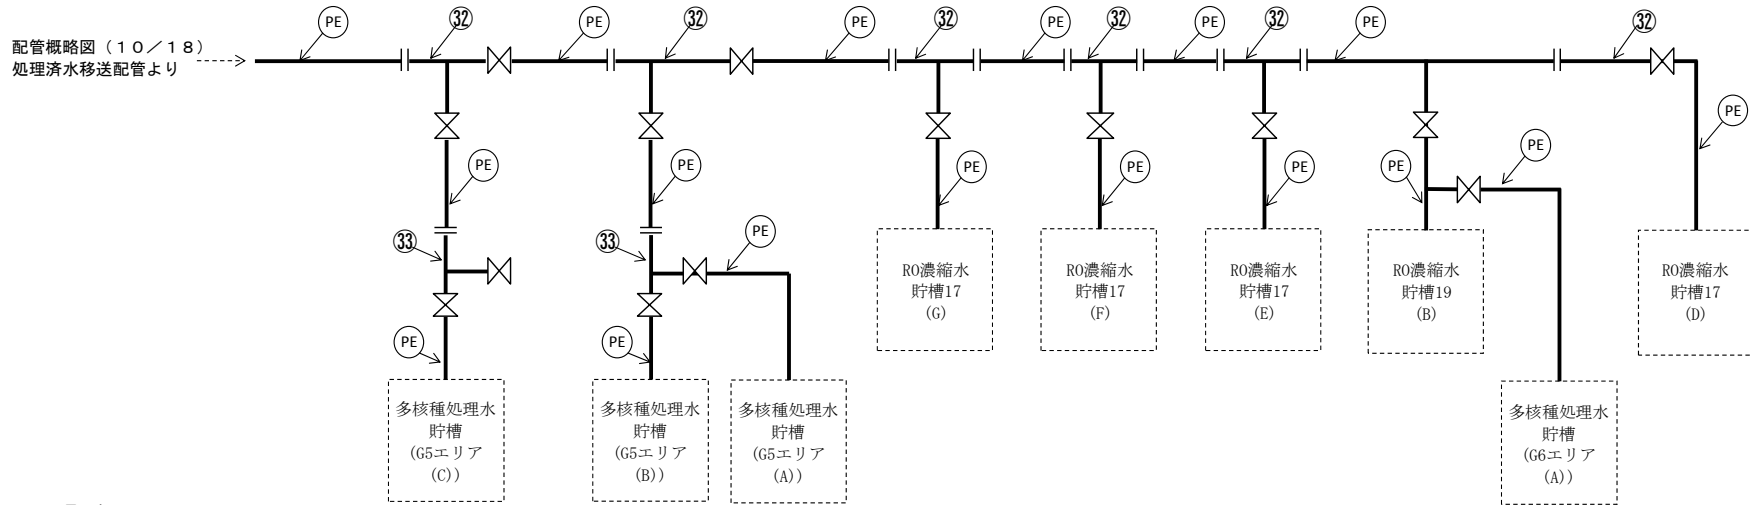 PE
㉜
PE
㉜
PE
㉜
PE
㉜
PE
㉜
PE
㉜
配管概略図（１０／１８）
処理済水移送配管より
PE
PE
PE
PE
PE
PE
PE
PE
㉝
㉝
PE
RO濃縮水
貯槽17
(G)
RO濃縮水
貯槽17
(F)
RO濃縮水
貯槽17
(E)
RO濃縮水
貯槽19
(B)
RO濃縮水
貯槽17
(D)
PE
PE
多核種処理水
貯槽
(G5エリア
(C))
多核種処理水
貯槽
(G5エリア
(B))
多核種処理水
貯槽
(G5エリア
(A))
多核種処理水
貯槽
(G6エリア
(A))